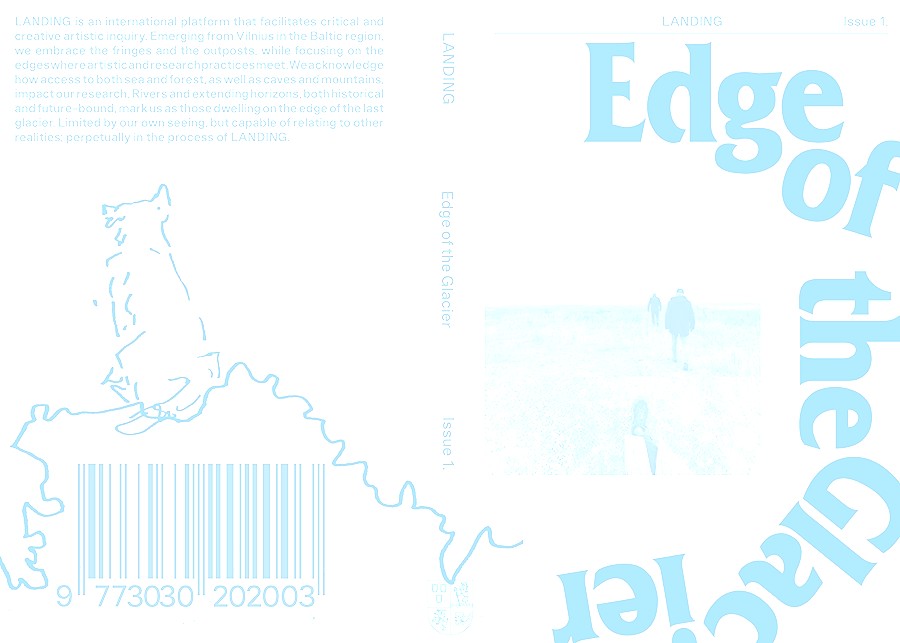 LANDING is an international platform that facilitates critical and
creative artistic inquiry. Emerging from Vilnius in the Baltic region,
we embrace the fringes and the outposts, while focusing on the
edges where artistic and research practices meet. We acknowledge
how access to both sea and forest, as well as caves and mountains,
impact our research. Rivers and extending horizons, both historical
and future-bound, mark us as those dwelling on the edge of the last
glacier. Limited by our own seeing, but capable of relating to other
realities; perpetually in the process of LANDING.
9 773030 202003
LANDING
Edge of the Glacier
Issue 1.
LANDING
Issue 1.
Edge
of
the
Glacier